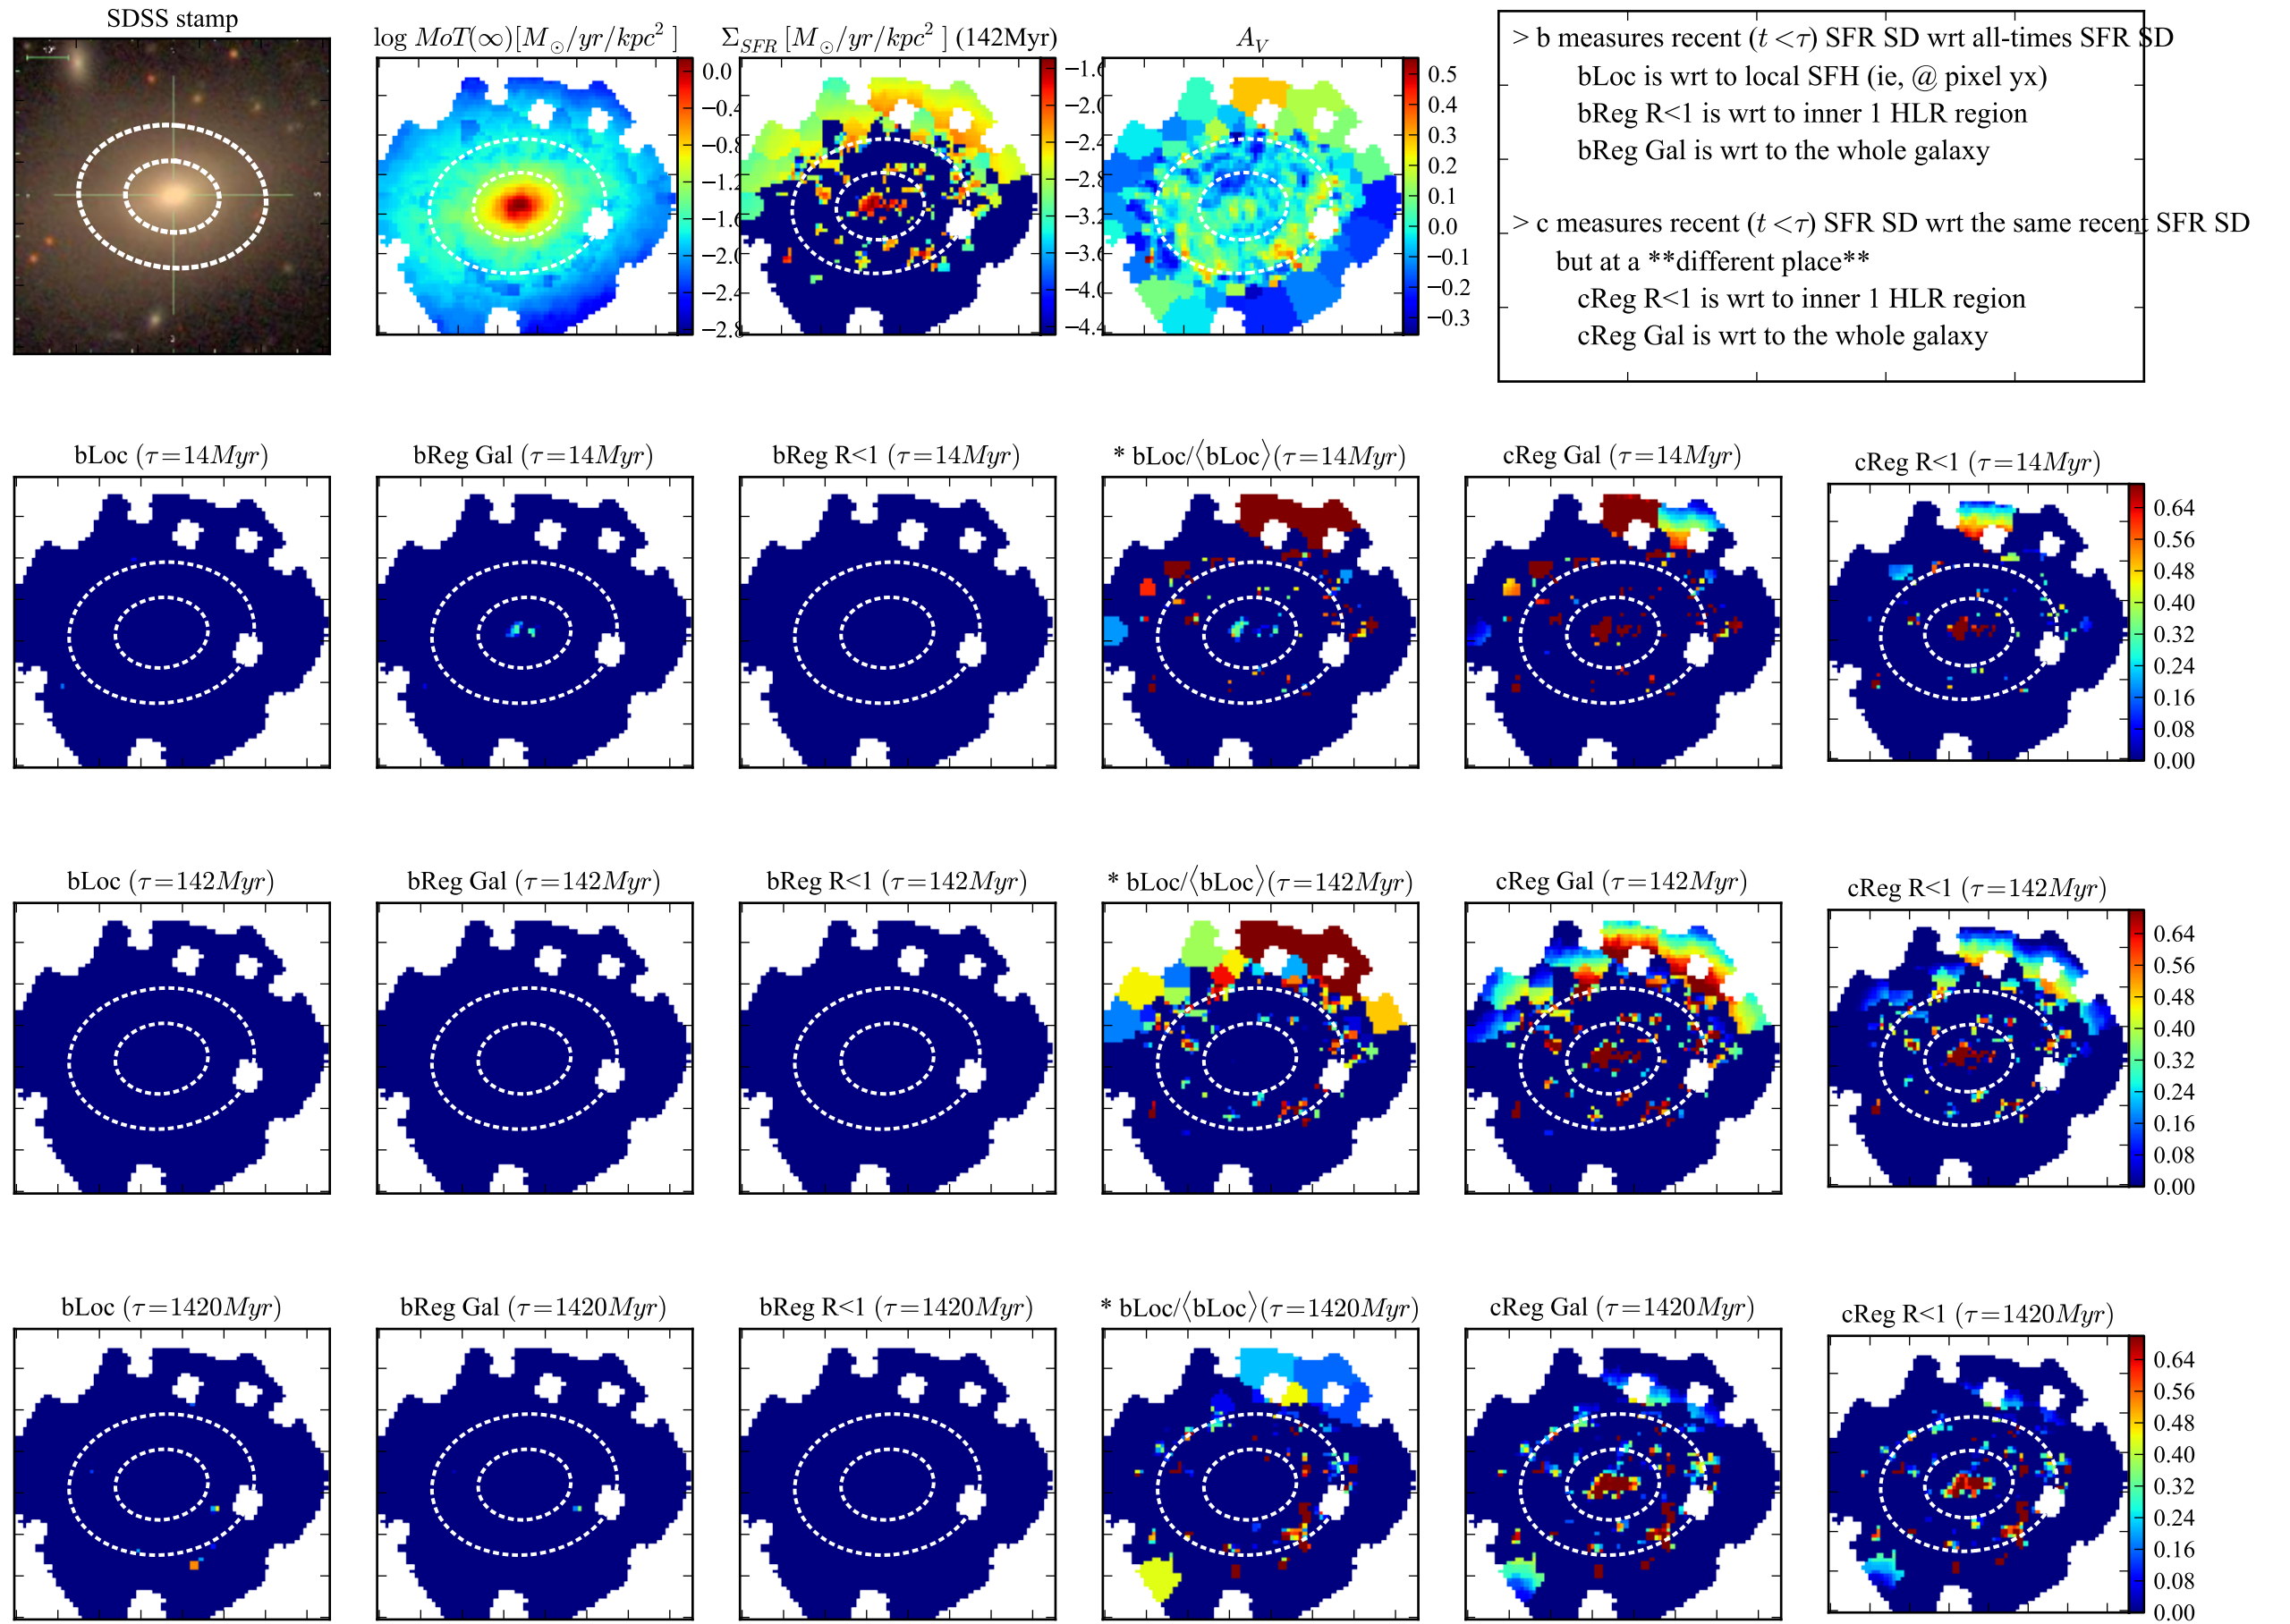 SDSS stamp
log MoT(∞)[M⊙/yr/kpc² ]
Σ_SFR [M⊙/yr/kpc² ] (142Myr)
A_V
0.0
−0.4
−0.8
−1.2
−1.6
−2.0
−2.4
−2.8
−1.6
−2.0
−2.4
−2.8
−3.2
−3.6
−4.0
−4.4
0.5
0.4
0.3
0.2
0.1
0.0
−0.1
−0.2
−0.3
> b measures recent (t <τ) SFR SD wrt all-times SFR SD
bLoc is wrt to local SFH (ie, @ pixel yx)
bReg R<1 is wrt to inner 1 HLR region
bReg Gal is wrt to the whole galaxy
> c measures recent (t <τ) SFR SD wrt the same recent SFR SD
but at a **different place**
cReg R<1 is wrt to inner 1 HLR region
cReg Gal is wrt to the whole galaxy
bLoc (τ=14Myr)
bReg Gal (τ=14Myr)
bReg R<1 (τ=14Myr)
* bLoc/⟨bLoc⟩(τ=14Myr)
cReg Gal (τ=14Myr)
cReg R<1 (τ=14Myr)
0.64
0.56
0.48
0.40
0.32
0.24
0.16
0.08
0.00
bLoc (τ=142Myr)
bReg Gal (τ=142Myr)
bReg R<1 (τ=142Myr)
* bLoc/⟨bLoc⟩(τ=142Myr)
cReg Gal (τ=142Myr)
cReg R<1 (τ=142Myr)
0.64
0.56
0.48
0.40
0.32
0.24
0.16
0.08
0.00
bLoc (τ=1420Myr)
bReg Gal (τ=1420Myr)
bReg R<1 (τ=1420Myr)
* bLoc/⟨bLoc⟩(τ=1420Myr)
cReg Gal (τ=1420Myr)
cReg R<1 (τ=1420Myr)
0.64
0.56
0.48
0.40
0.32
0.24
0.16
0.08
0.00